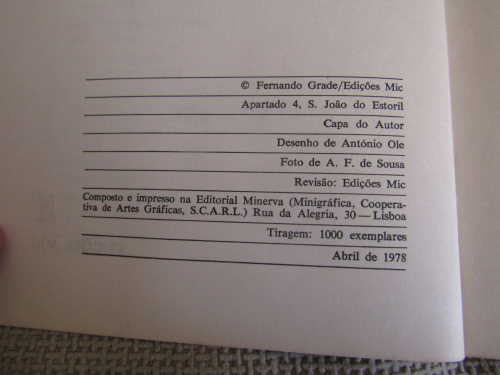 © Fernando Grade/Edições Mic
Apartado 4, S. João do Estoril
Capa do Autor
Desenho de António Ole
Foto de A. F. de Sousa
Revisão: Edições Mic
Composto e impresso na Editorial Minerva (Minigráfica, Coopera-
tiva de Artes Gráficas, S.C.A.R.L.) Rua da Alegria, 30 — Lisboa
Tiragem: 1000 exemplares
Abril de 1978